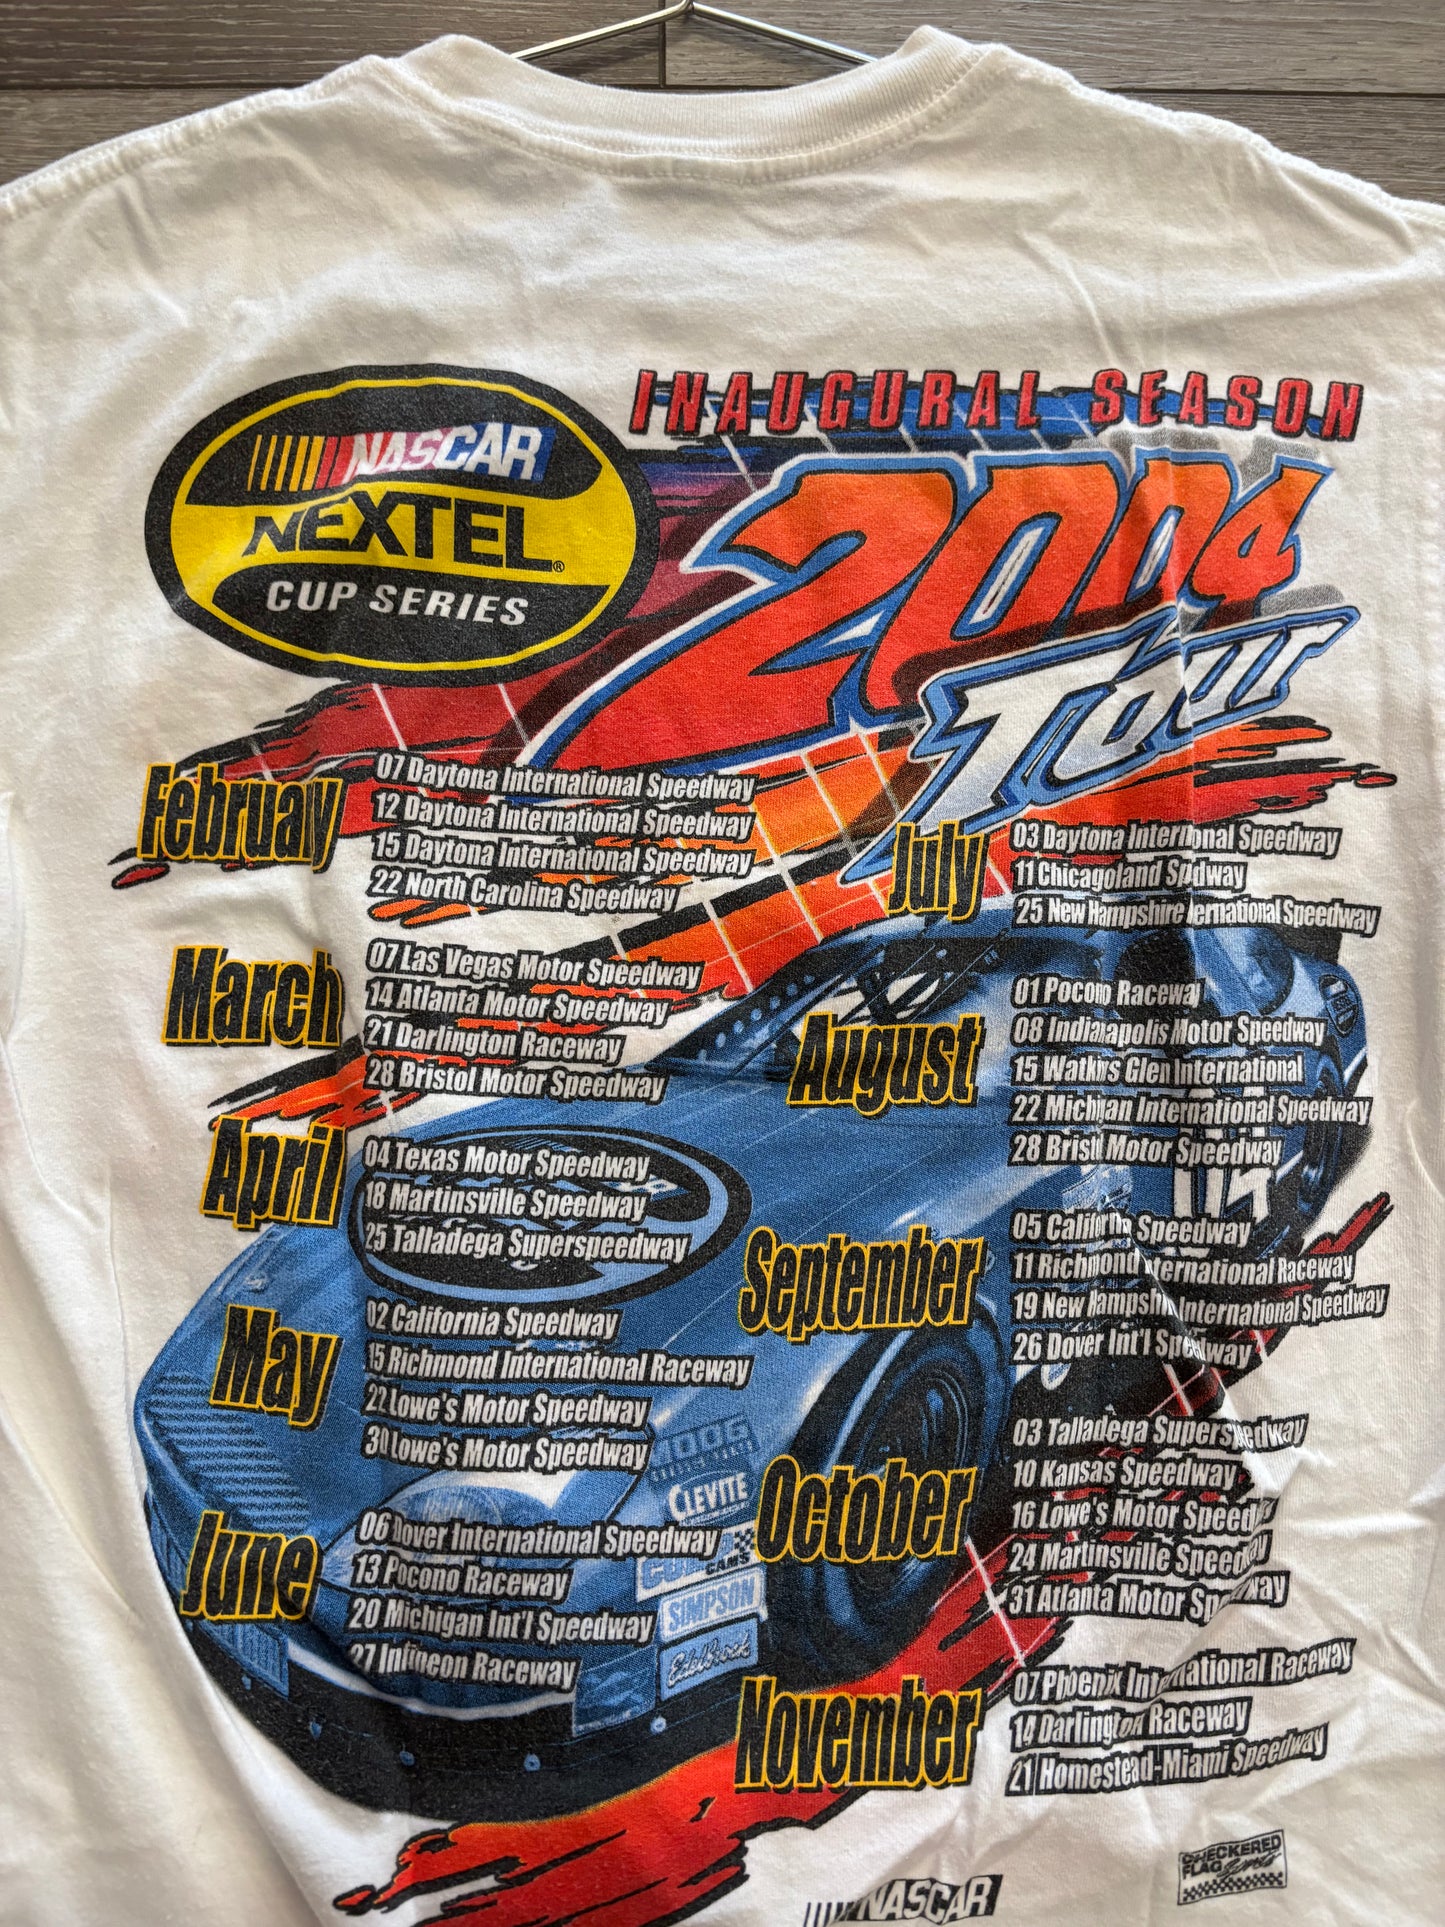 INAUGURAL SEASON
NASCAR
NEXTEL®
CUP SERIES
2004
Tour
February
07 Daytona International Speedway
12 Daytona International Speedway
15 Daytona International Speedway
22 North Carolina Speedway
March
07 Las Vegas Motor Speedway
14 Atlanta Motor Speedway
21 Darlington Raceway
28 Bristol Motor Speedway
April
04 Texas Motor Speedway
18 Martinsville Speedway
25 Talladega Superspeedway
May
02 California Speedway
15 Richmond International Raceway
22 Lowe's Motor Speedway
30 Lowe's Motor Speedway
June
06 Dover International Speedway
13 Pocono Raceway
20 Michigan Int'l Speedway
27 Infineon Raceway
July
03 Daytona International Speedway
11 Chicagoland Speedway
25 New Hampshire International Speedway
August
01 Pocono Raceway
08 Indianapolis Motor Speedway
15 Watkins Glen International
22 Michigan International Speedway
28 Bristol Motor Speedway
September
05 California Speedway
11 Richmond International Raceway
19 New Hampshire International Speedway
26 Dover Int'l Speedway
October
03 Talladega Superspeedway
10 Kansas Speedway
16 Lowe's Motor Speedway
24 Martinsville Speedway
31 Atlanta Motor Speedway
November
07 Phoenix International Raceway
14 Darlington Raceway
21 Homestead-Miami Speedway
MOOG
CLEVITE
CAMS
SIMPSON
Edelbrock
04
NASCAR
CHECKERED
FLAG Sports